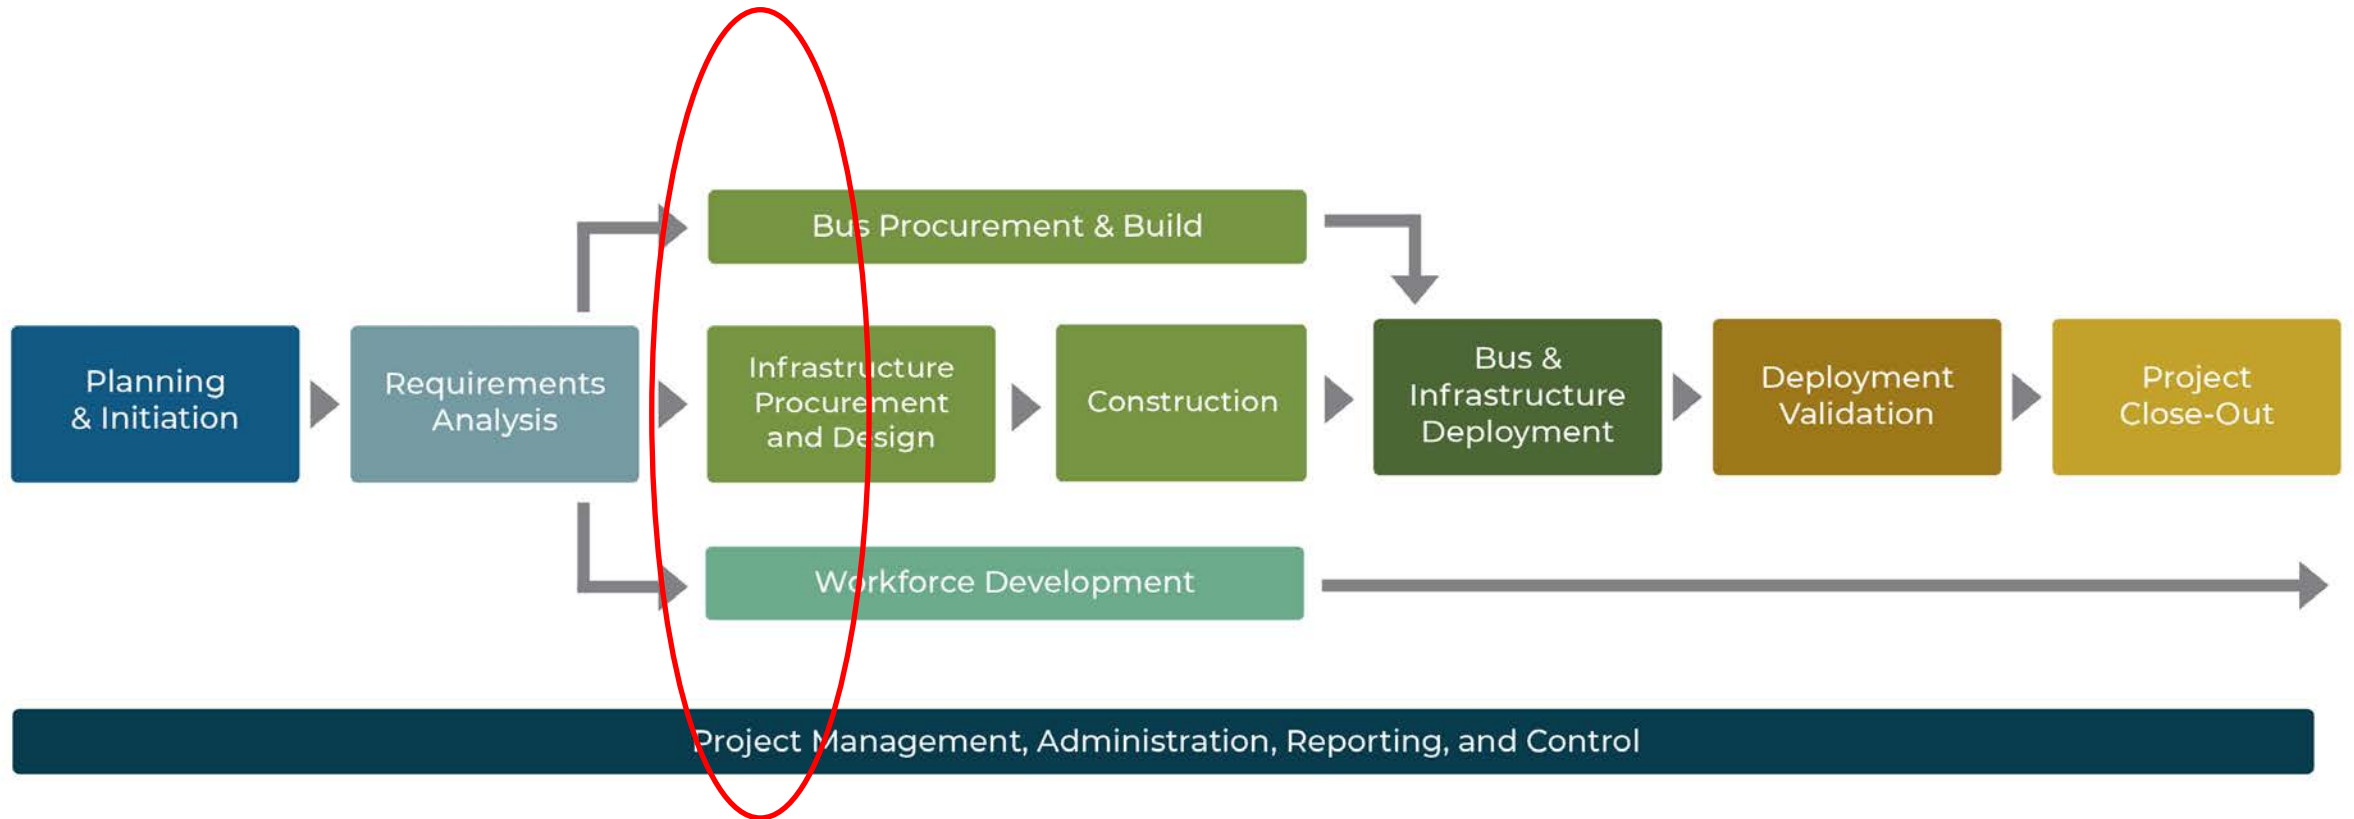 Bus Procurement & Build
Planning
& Initiation
Requirements
Analysis
Infrastructure
Procurement
and Design
Construction
Bus &
Infrastructure
Deployment
Deployment
Validation
Project
Close-Out
Workforce Development
Project Management, Administration, Reporting, and Control